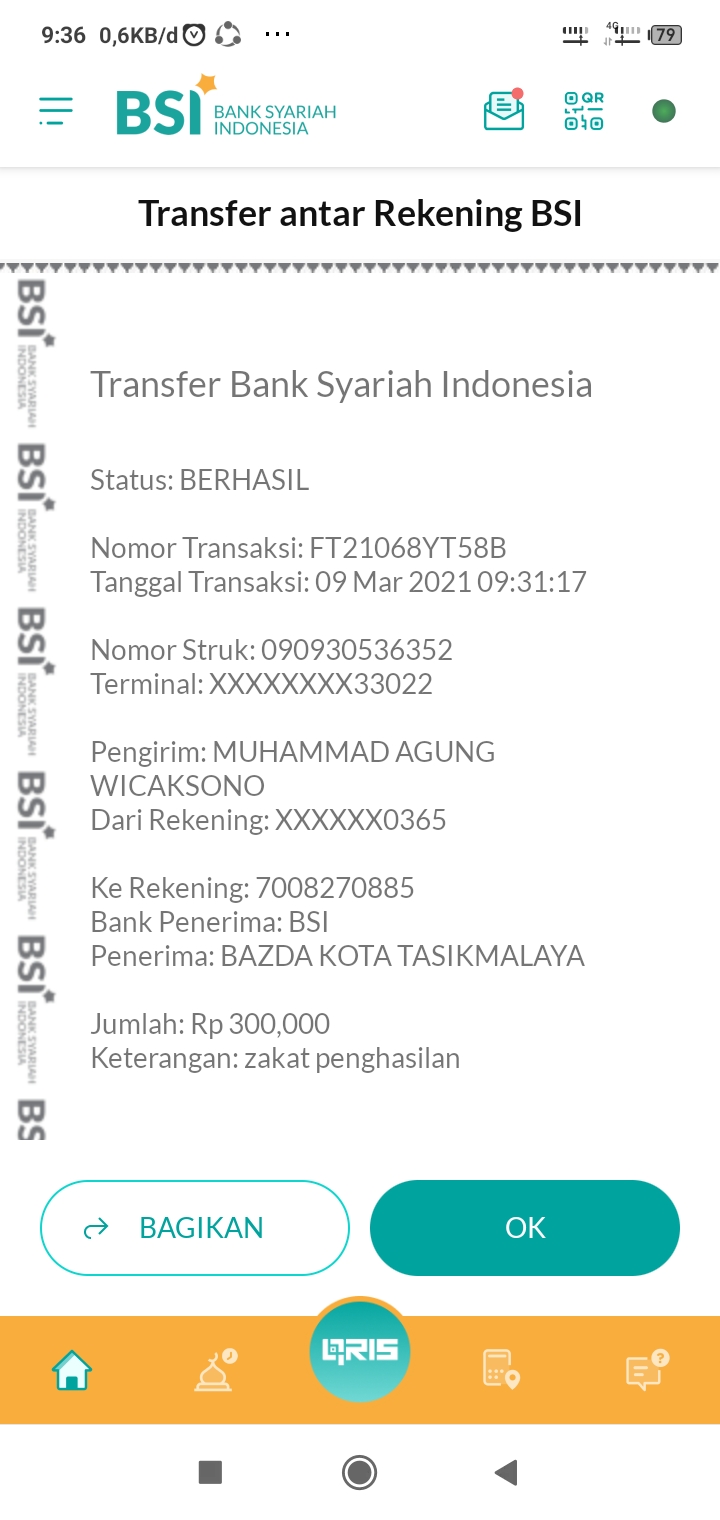 9:36 0,6KB/d ...
4G 79
BSI BANK SYARIAH
INDONESIA
QR
Transfer antar Rekening BSI
BSI BANK SYARIAH INDONESIA
BSI BANK SYARIAH INDONESIA
BSI BANK SYARIAH INDONESIA
BSI BANK SYARIAH INDONESIA
BSI BANK SYARIAH INDONESIA
BS
Transfer Bank Syariah Indonesia
Status: BERHASIL
Nomor Transaksi: FT21068YT58B
Tanggal Transaksi: 09 Mar 2021 09:31:17
Nomor Struk: 090930536352
Terminal: XXXXXXXX33022
Pengirim: MUHAMMAD AGUNG
WICAKSONO
Dari Rekening: XXXXXX0365
Ke Rekening: 7008270885
Bank Penerima: BSI
Penerima: BAZDA KOTA TASIKMALAYA
Jumlah: Rp 300,000
Keterangan: zakat penghasilan
BAGIKAN
OK
QRIS
?